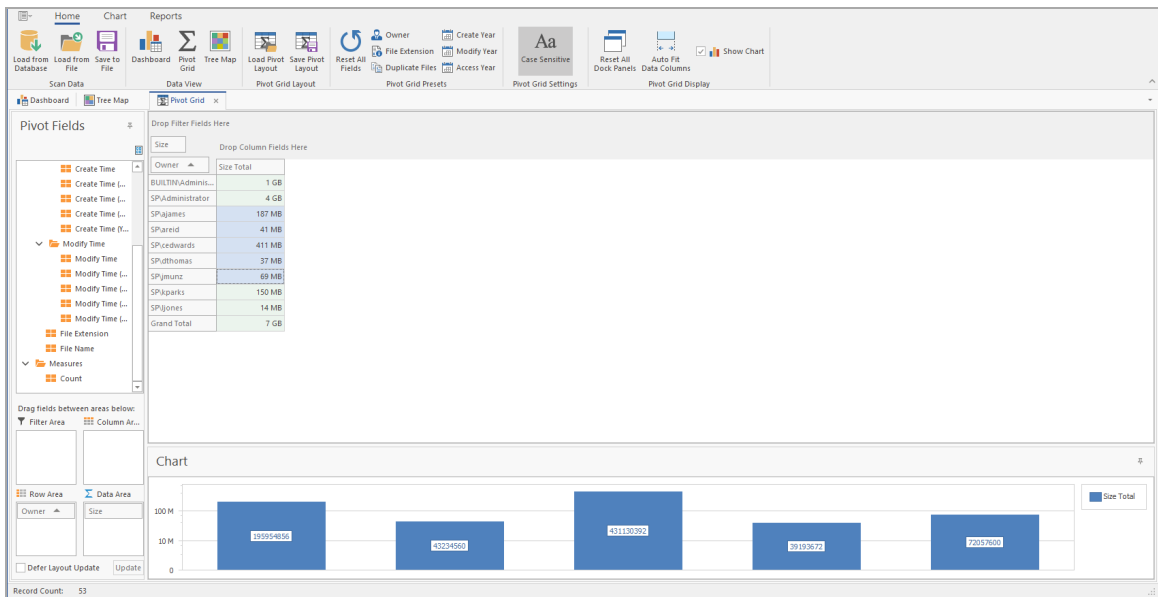 Home Chart Reports
Load from Database
Load from File
Save to File
Scan Data
Dashboard
Pivot Grid
Tree Map
Data View
Load Pivot Layout
Save Pivot Layout
Pivot Grid Layout
Reset All Fields
Owner
File Extension
Duplicate Files
Create Year
Modify Year
Access Year
Pivot Grid Presets
Aa
Case Sensitive
Pivot Grid Settings
Reset All Dock Panels
Auto Fit Data Columns
Show Chart
Pivot Grid Display
Dashboard Tree Map Pivot Grid ×
Pivot Fields
Create Time
Create Time (...
Create Time (...
Create Time (...
Create Time (Y...
Modify Time
Modify Time
Modify Time (...
Modify Time (...
Modify Time (...
Modify Time (...
File Extension
File Name
Measures
Count
Drag fields between areas below:
Filter Area Column Ar...
Row Area Data Area
Owner Size
Defer Layout Update Update
Drop Filter Fields Here
Size Drop Column Fields Here
Owner Size Total
BUILTIN\Adminis... 1 GB
SP\Administrator 4 GB
SP\ajames 187 MB
SP\areid 41 MB
SP\cedwards 411 MB
SP\dthomas 37 MB
SP\jmunz 69 MB
SP\kparks 150 MB
SP\ljones 14 MB
Grand Total 7 GB
Chart
100 M
10 M
0
195954856
43234560
431130392
39193672
72057600
Size Total
Record Count: 53